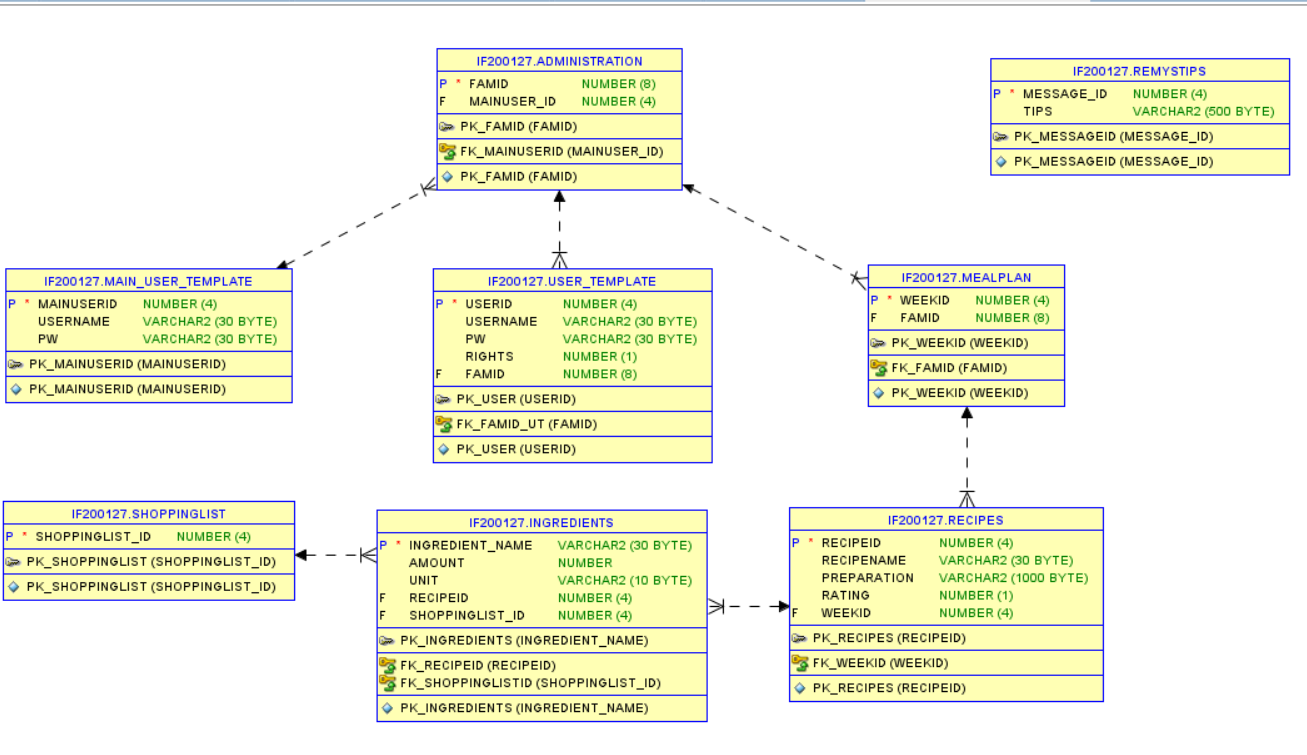 IF200127.ADMINISTRATION
P * FAMID NUMBER (8)
F MAINUSER_ID NUMBER (4)
PK_FAMID (FAMID)
FK_MAINUSERID (MAINUSER_ID)
PK_FAMID (FAMID)
IF200127.REMYSTIPS
P * MESSAGE_ID NUMBER (4)
TIPS VARCHAR2 (500 BYTE)
PK_MESSAGEID (MESSAGE_ID)
PK_MESSAGEID (MESSAGE_ID)
IF200127.MAIN_USER_TEMPLATE
P * MAINUSERID NUMBER (4)
USERNAME VARCHAR2 (30 BYTE)
PW VARCHAR2 (30 BYTE)
PK_MAINUSERID (MAINUSERID)
PK_MAINUSERID (MAINUSERID)
IF200127.USER_TEMPLATE
P * USERID NUMBER (4)
USERNAME VARCHAR2 (30 BYTE)
PW VARCHAR2 (30 BYTE)
RIGHTS NUMBER (1)
F FAMID NUMBER (8)
PK_USER (USERID)
FK_FAMID_UT (FAMID)
PK_USER (USERID)
IF200127.MEALPLAN
P * WEEKID NUMBER (4)
F FAMID NUMBER (8)
PK_WEEKID (WEEKID)
FK_FAMID (FAMID)
PK_WEEKID (WEEKID)
IF200127.SHOPPINGLIST
P * SHOPPINGLIST_ID NUMBER (4)
PK_SHOPPINGLIST (SHOPPINGLIST_ID)
PK_SHOPPINGLIST (SHOPPINGLIST_ID)
IF200127.INGREDIENTS
P * INGREDIENT_NAME VARCHAR2 (30 BYTE)
AMOUNT NUMBER
UNIT VARCHAR2 (10 BYTE)
F RECIPEID NUMBER (4)
F SHOPPINGLIST_ID NUMBER (4)
PK_INGREDIENTS (INGREDIENT_NAME)
FK_RECIPEID (RECIPEID)
FK_SHOPPINGLISTID (SHOPPINGLIST_ID)
PK_INGREDIENTS (INGREDIENT_NAME)
IF200127.RECIPES
P * RECIPEID NUMBER (4)
RECIPENAME VARCHAR2 (30 BYTE)
PREPARATION VARCHAR2 (1000 BYTE)
RATING NUMBER (1)
F WEEKID NUMBER (4)
PK_RECIPES (RECIPEID)
FK_WEEKID (WEEKID)
PK_RECIPES (RECIPEID)